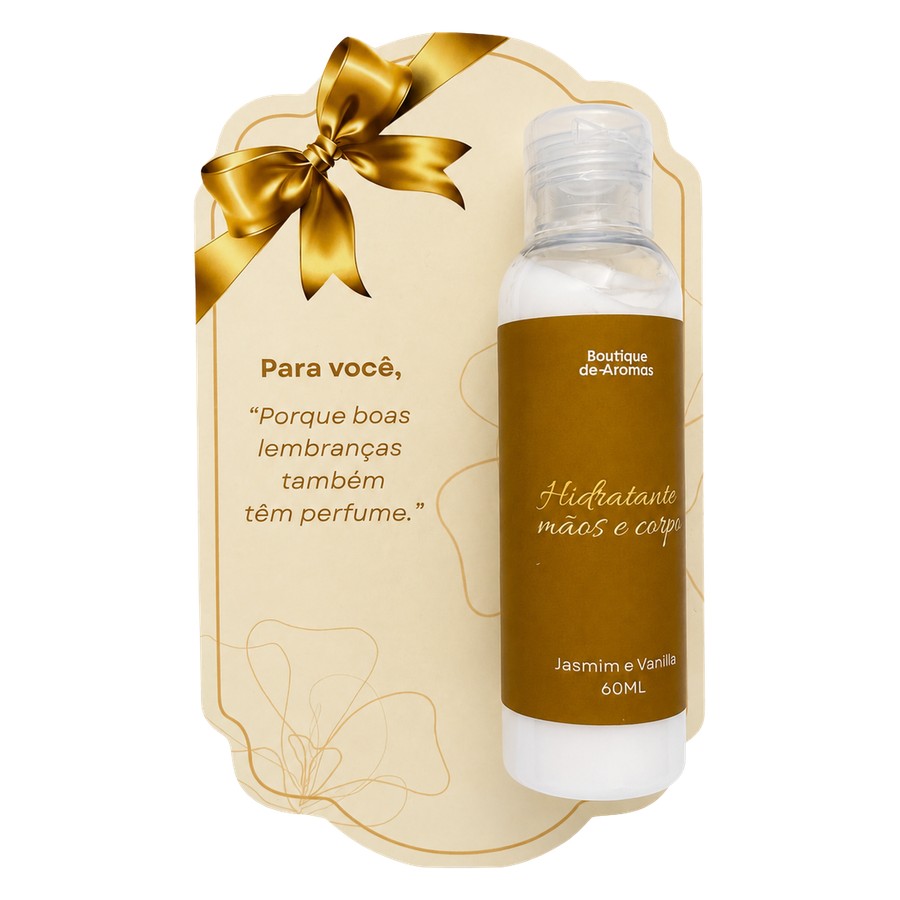 Para você,
“Porque boas
lembranças
também
têm perfume.”
Boutique
de-Aromas
Hidratante
mãos e corpo
Jasmim e Vanilla
60ML